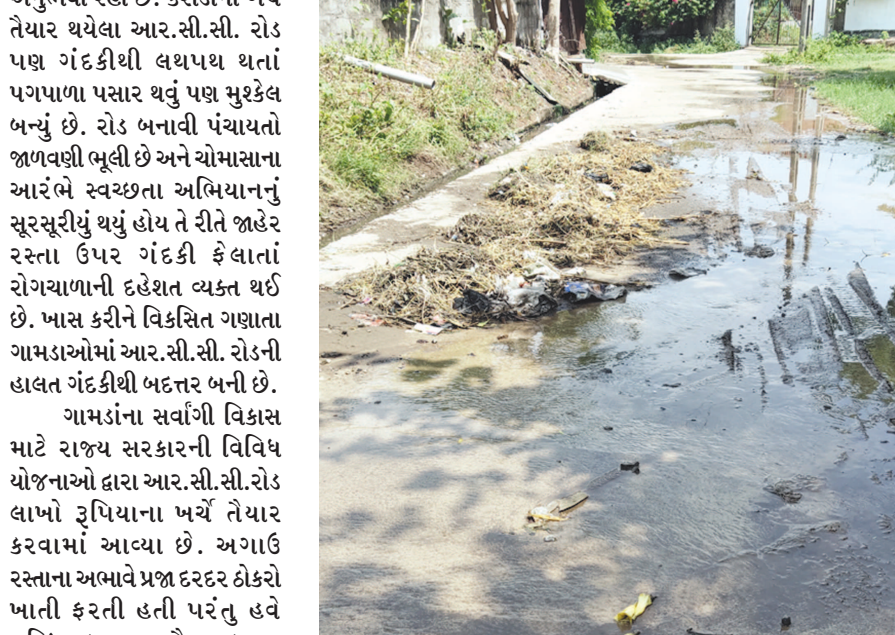 તૈયાર થયેલા આર.સી.સી. રોડ
પણ ગંદકીથી લથપથ થતાં
પગપાળા પસાર થવું પણ મુશ્કેલ
બન્યું છે. રોડ બનાવી પંચાયતો
જાળવણી ભૂલી છે અને ચોમાસાના
આરંભે સ્વચ્છતા અભિયાનનું
સૂરસૂરીયું થયું હોય તે રીતે જાહેર
રસ્તા ઉપર ગંદકી ફેલાતાં
રોગચાળાની દહેશત વ્યક્ત થઈ
છે. ખાસ કરીને વિકસિત ગણાતા
ગામડાઓમાં આર.સી.સી. રોડની
હાલત ગંદકીથી બદત્તર બની છે.
ગામડાંના સર્વાંગી વિકાસ
માટે રાજ્ય સરકારની વિવિધ
યોજનાઓ દ્વારા આર.સી.સી.રોડ
લાખો રૂપિયાના ખર્ચે તૈયાર
કરવામાં આવ્યા છે. અગાઉ
રસ્તાના અભાવે પ્રજા દરદર ઠોકરો
ખાતી ફરતી હતી પરંતુ હવે